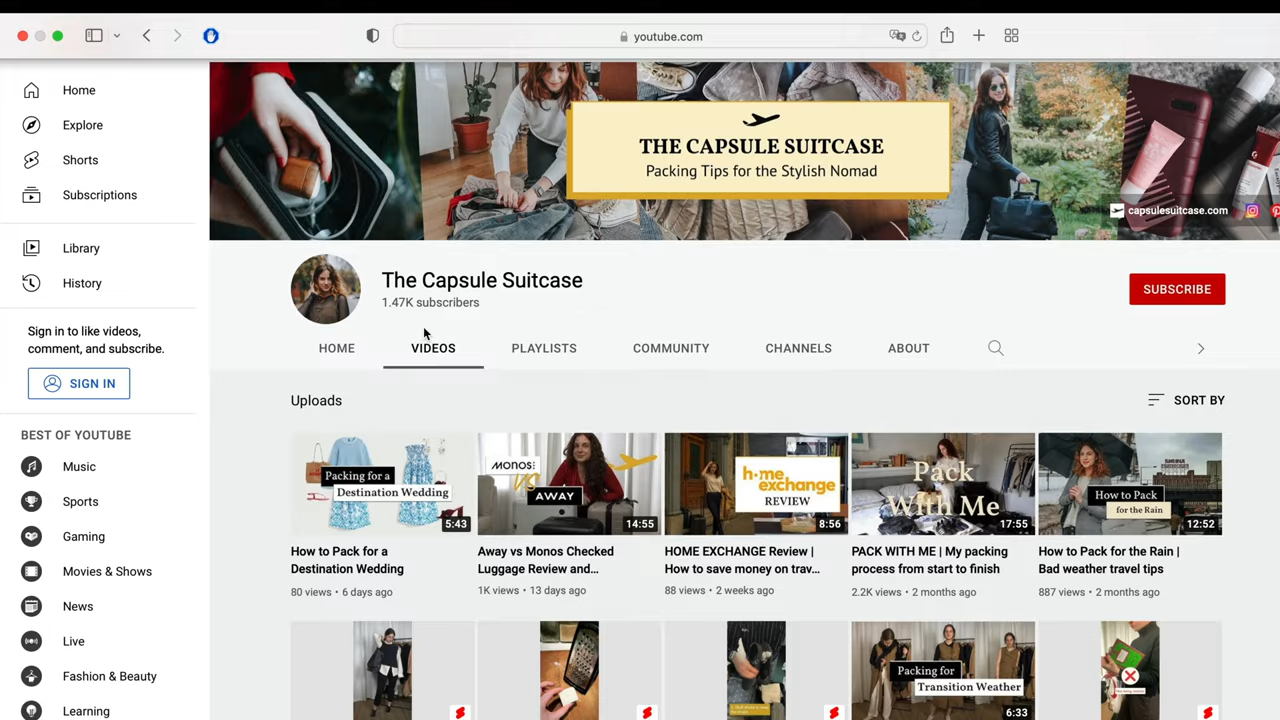 youtube.com
Home
Explore
Shorts
Subscriptions
Library
History
Sign in to like videos,
comment, and subscribe.
SIGN IN
BEST OF YOUTUBE
Music
Sports
Gaming
Movies & Shows
News
Live
Fashion & Beauty
Learning
THE CAPSULE SUITCASE
Packing Tips for the Stylish Nomad
capsulesuitcase.com
The Capsule Suitcase
1.47K subscribers
SUBSCRIBE
HOME
VIDEOS
PLAYLISTS
COMMUNITY
CHANNELS
ABOUT
Uploads
SORT BY
Packing for a
Destination Wedding
5:43
How to Pack for a
Destination Wedding
80 views • 6 days ago
MONOS
VS
AWAY
14:55
Away vs Monos Checked
Luggage Review and...
1K views • 13 days ago
home
exchange
REVIEW
8:56
HOME EXCHANGE Review |
How to save money on trav...
88 views • 2 weeks ago
Pack
With Me
17:55
PACK WITH ME | My packing
process from start to finish
2.2K views • 2 months ago
How to Pack
for the Rain
12:52
How to Pack for the Rain |
Bad weather travel tips
887 views • 2 months ago
Packing for
Transition Weather
6:33